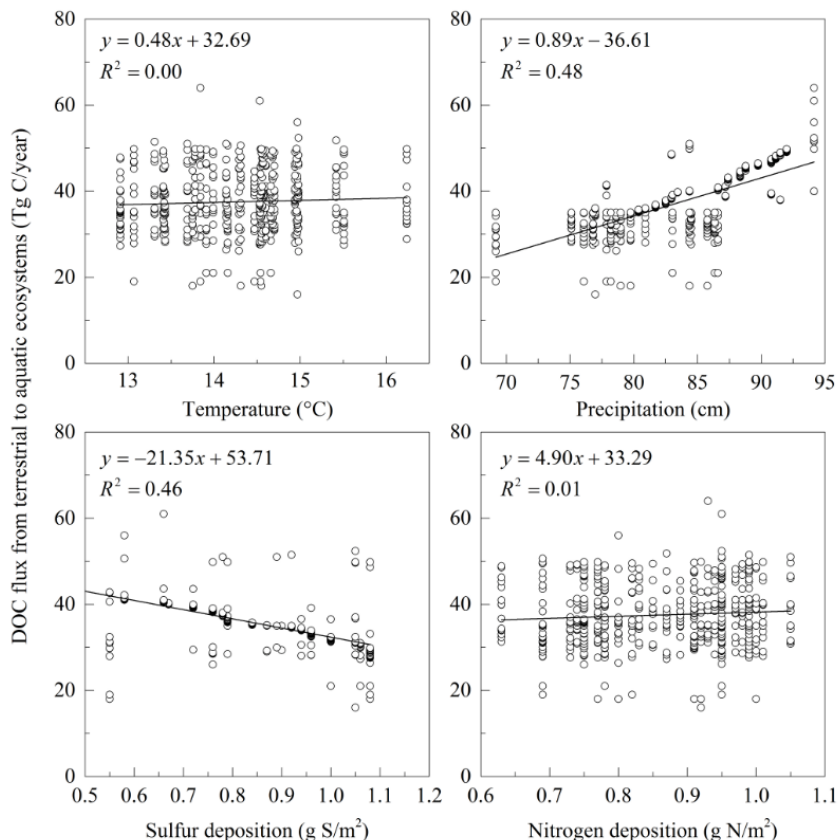 DOC flux from terrestrial to aquatic ecosystems (Tg C/year)
80
60
40
20
0
y = 0.48x + 32.69
R² = 0.00
13 14 15 16
Temperature (°C)
80
60
40
20
0
y = 0.89x − 36.61
R² = 0.48
70 75 80 85 90 95
Precipitation (cm)
80
60
40
20
0
y = −21.35x + 53.71
R² = 0.46
0.5 0.6 0.7 0.8 0.9 1.0 1.1 1.2
Sulfur deposition (g S/m²)
80
60
40
20
0
y = 4.90x + 33.29
R² = 0.01
0.6 0.7 0.8 0.9 1.0 1.2
Nitrogen deposition (g N/m²)